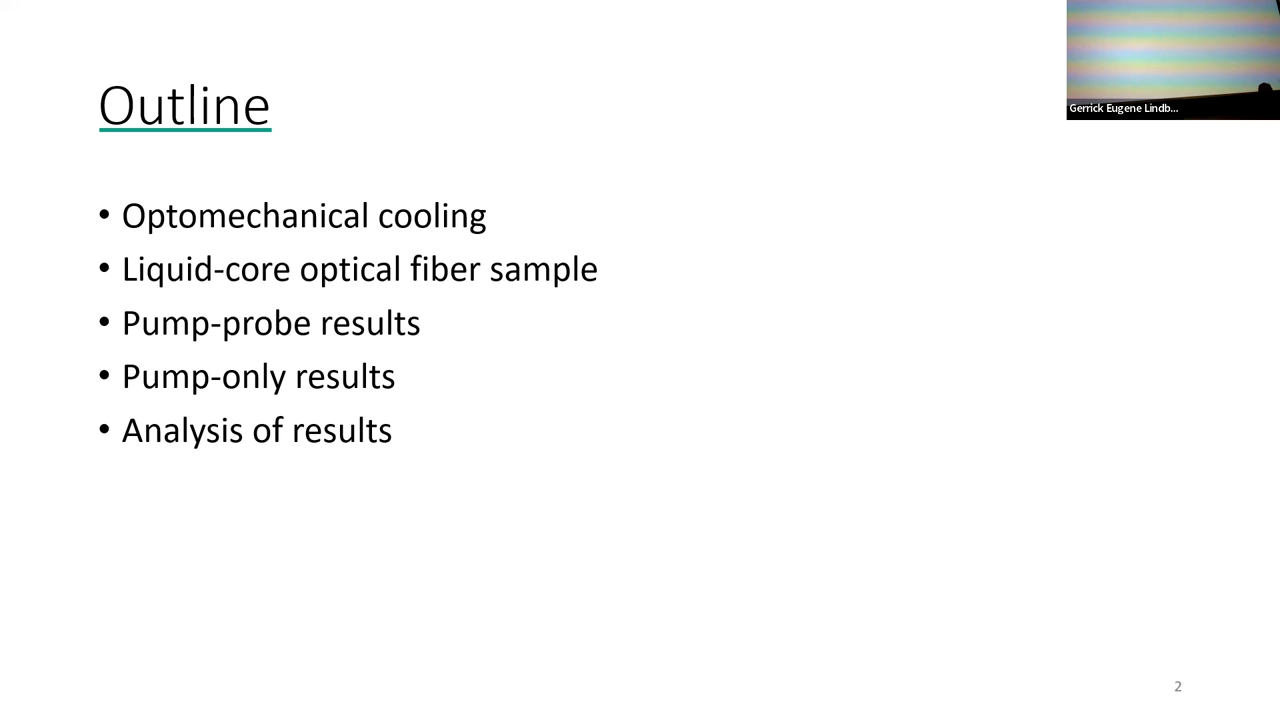 Outline
Gerrick Eugene Lindb...
• Optomechanical cooling
• Liquid-core optical fiber sample
• Pump-probe results
• Pump-only results
• Analysis of results
2